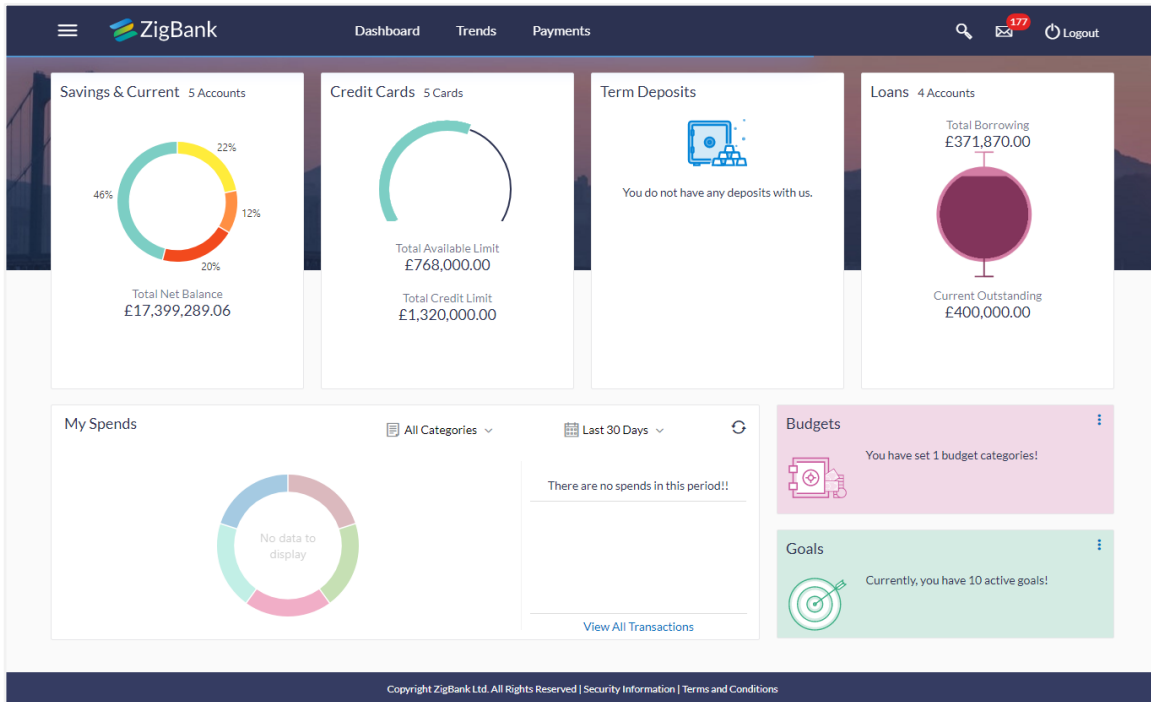 ZigBank
Dashboard Trends Payments
177
Logout
Savings & Current 5 Accounts
22%
46%
12%
20%
Total Net Balance
£17,399,289.06
Credit Cards 5 Cards
Total Available Limit
£768,000.00
Total Credit Limit
£1,320,000.00
Term Deposits
You do not have any deposits with us.
Loans 4 Accounts
Total Borrowing
£371,870.00
Current Outstanding
£400,000.00
My Spends
All Categories
Last 30 Days
No data to
display
There are no spends in this period!!
View All Transactions
Budgets
You have set 1 budget categories!
Goals
Currently, you have 10 active goals!
Copyright ZigBank Ltd. All Rights Reserved | Security Information | Terms and Conditions